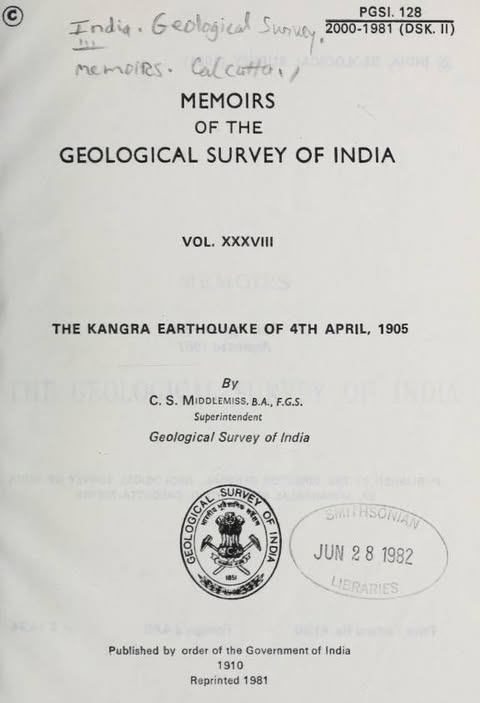 ©
PGSI. 128
2000-1981 (DSK. II)
India. Geological Survey.
Memoirs. Calcutta.
MEMOIRS
OF THE
GEOLOGICAL SURVEY OF INDIA
VOL. XXXVIII
THE KANGRA EARTHQUAKE OF 4TH APRIL, 1905
By
C. S. MIDDLEMISS, B.A., F.G.S.
Superintendent
Geological Survey of India
GEOLOGICAL SURVEY OF INDIA
1851
SMITHSONIAN
JUN 28 1982
LIBRARIES
Published by order of the Government of India
1910
Reprinted 1981